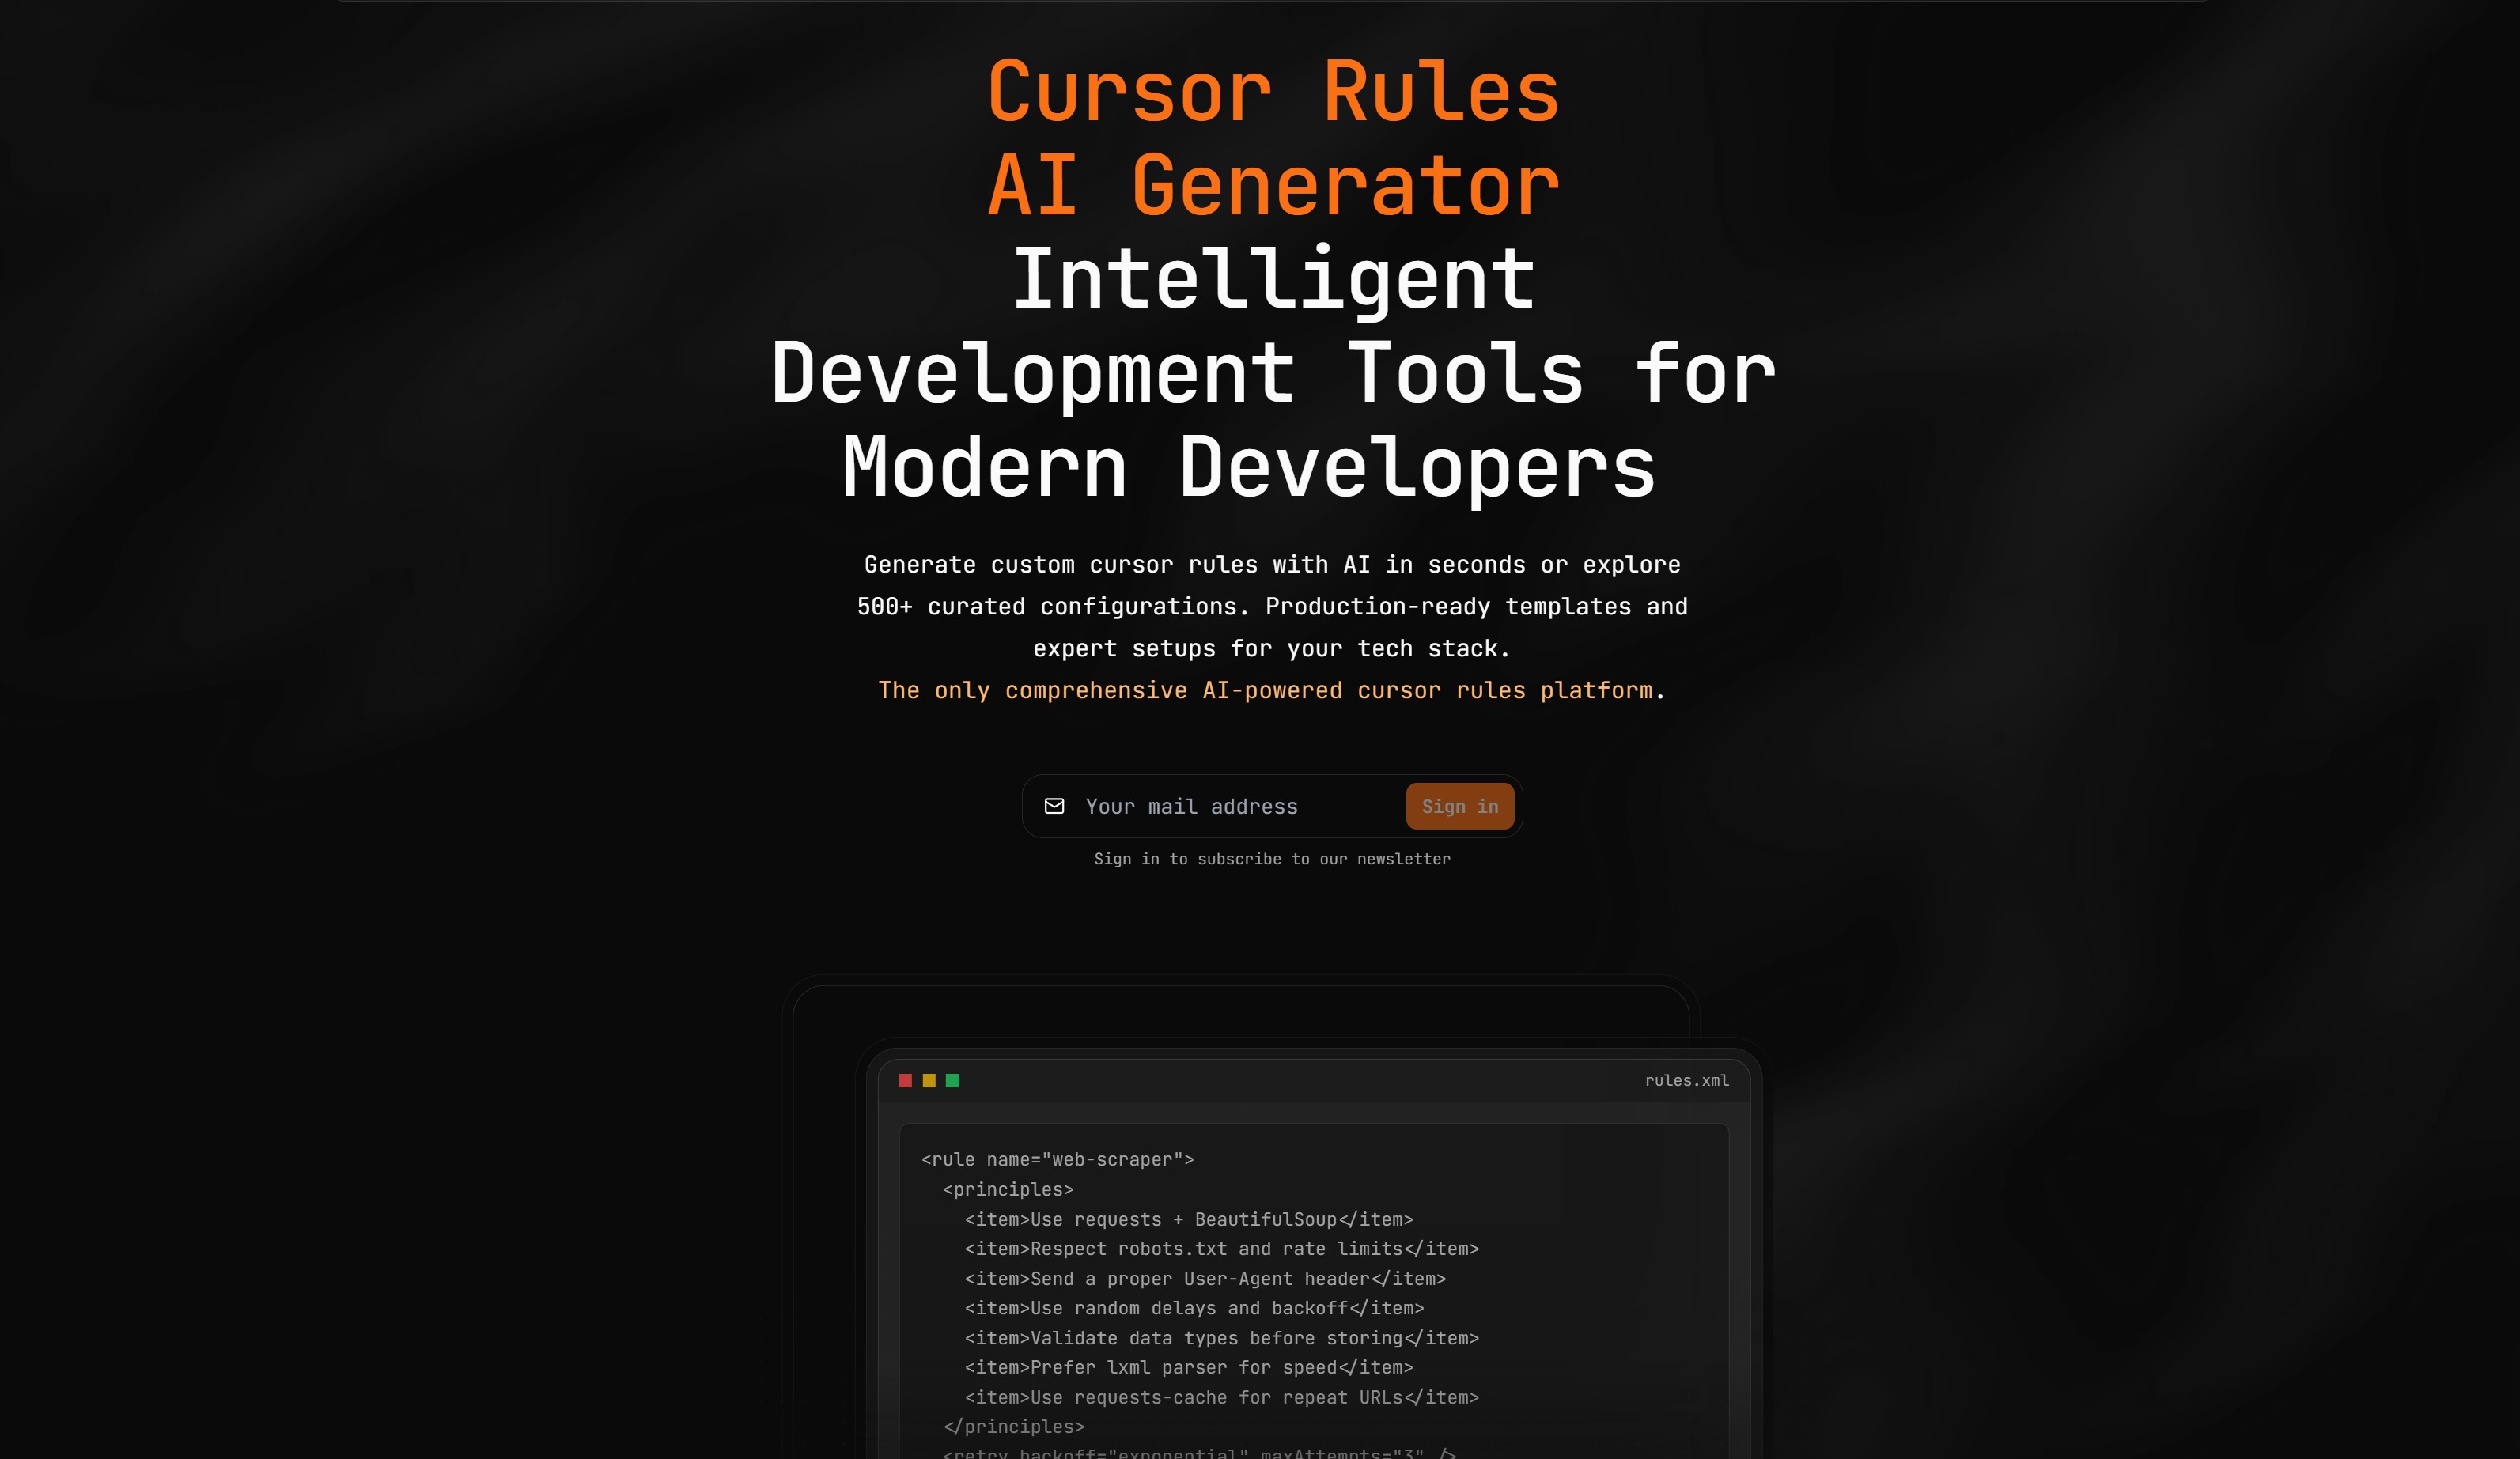 Cursor Rules
AI Generator
Intelligent
Development Tools for
Modern Developers
Generate custom cursor rules with AI in seconds or explore
500+ curated configurations. Production-ready templates and
expert setups for your tech stack.
The only comprehensive AI-powered cursor rules platform.
Your mail address
Sign in
Sign in to subscribe to our newsletter
rules.xml
<rule name="web-scraper">
  <principles>
    <item>Use requests + BeautifulSoup</item>
    <item>Respect robots.txt and rate limits</item>
    <item>Send a proper User-Agent header</item>
    <item>Use random delays and backoff</item>
    <item>Validate data types before storing</item>
    <item>Prefer lxml parser for speed</item>
    <item>Use requests-cache for repeat URLs</item>
  </principles>
  <retry backoff="exponential" maxAttempts="3" />